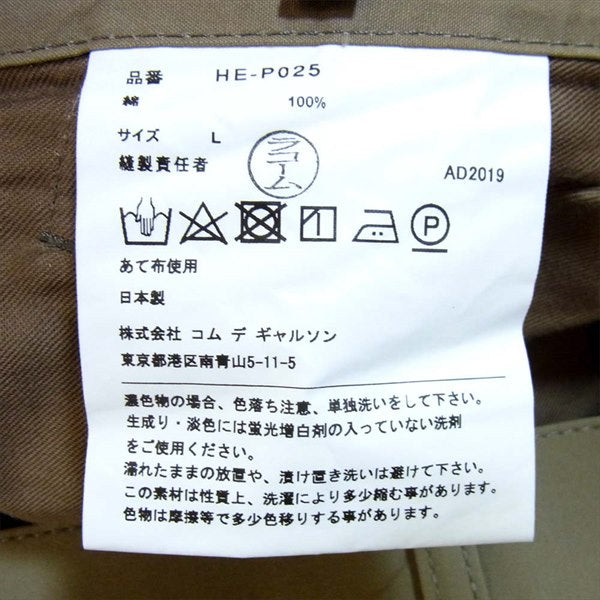 品番 HE-P025
綿 100%
サイズ L
縫製責任者 ラコーム
AD2019
P
あて布使用
日本製
株式会社 コム デ ギャルソン
東京都港区南青山5-11-5
濃色物の場合、色落ち注意、単独洗いをして下さい。
生成り・淡色には蛍光増白剤の入っていない洗剤
をご使用ください。
濡れたままの放置や、漬け置き洗いは避けて下さい。
この素材は性質上、洗濯により多少縮む事があります。
色物は摩擦等で多少色移りする事があります。